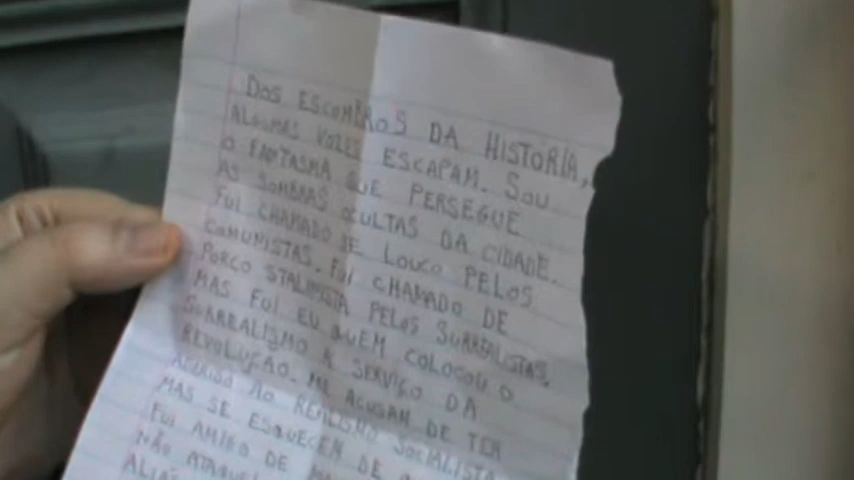 DOS ESCOMBROS DA HISTÓRIA,
ALGUMAS VOZES ESCAPAM. SOU
O FANTASMA QUE PERSEGUE
AS SOMBRAS OCULTAS DA CIDADE.
FUI CHAMADO DE LOUCO PELOS
COMUNISTAS. FUI CHAMADO DE
PORCO STALINISTA PELOS SURREALISTAS,
MAS FUI EU QUEM COLOCOU O
SURREALISMO A SERVIÇO DA
REVOLUÇÃO. ME ACUSAM DE TER
ADERIDO AO REALISMO SOCIALISTA
MAS SE ESQUECEM DE
FUI AMIGO DE
NÃO
ALIÁS